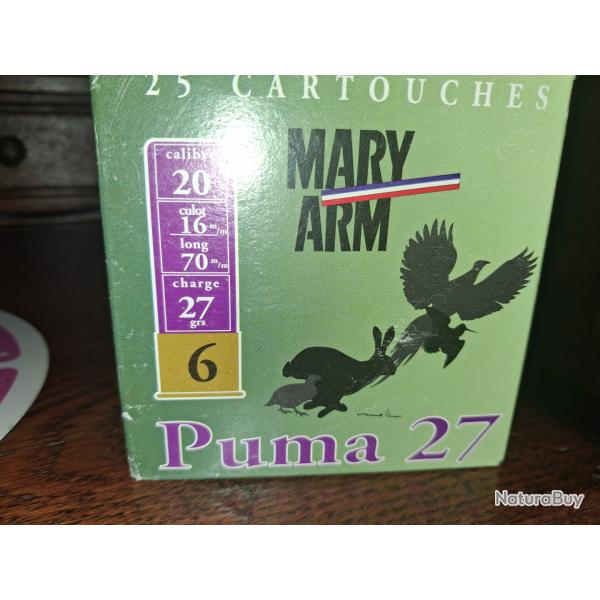 25 CARTOUCHES
MARY
ARM
calibre
20
culot
16 m/m
long
70 m/m
charge
27
grs
6
Puma 27
NaturaBuy